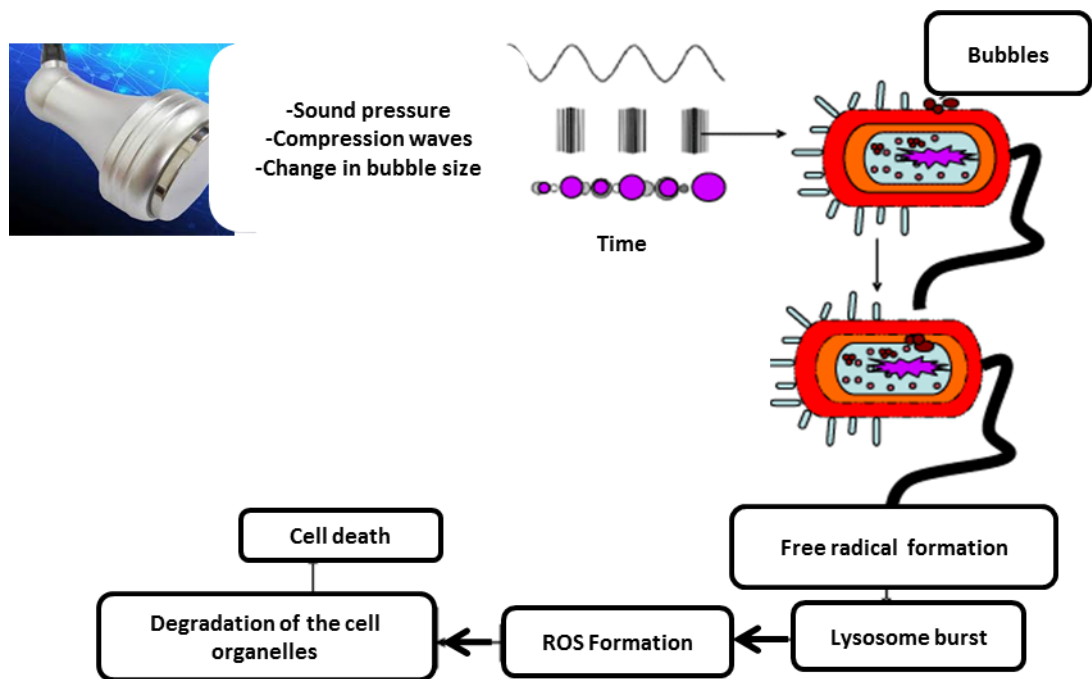 Bubbles
-Sound pressure
-Compression waves
-Change in bubble size
Time
Free radical formation
Lysosome burst
ROS Formation
Degradation of the cell
organelles
Cell death